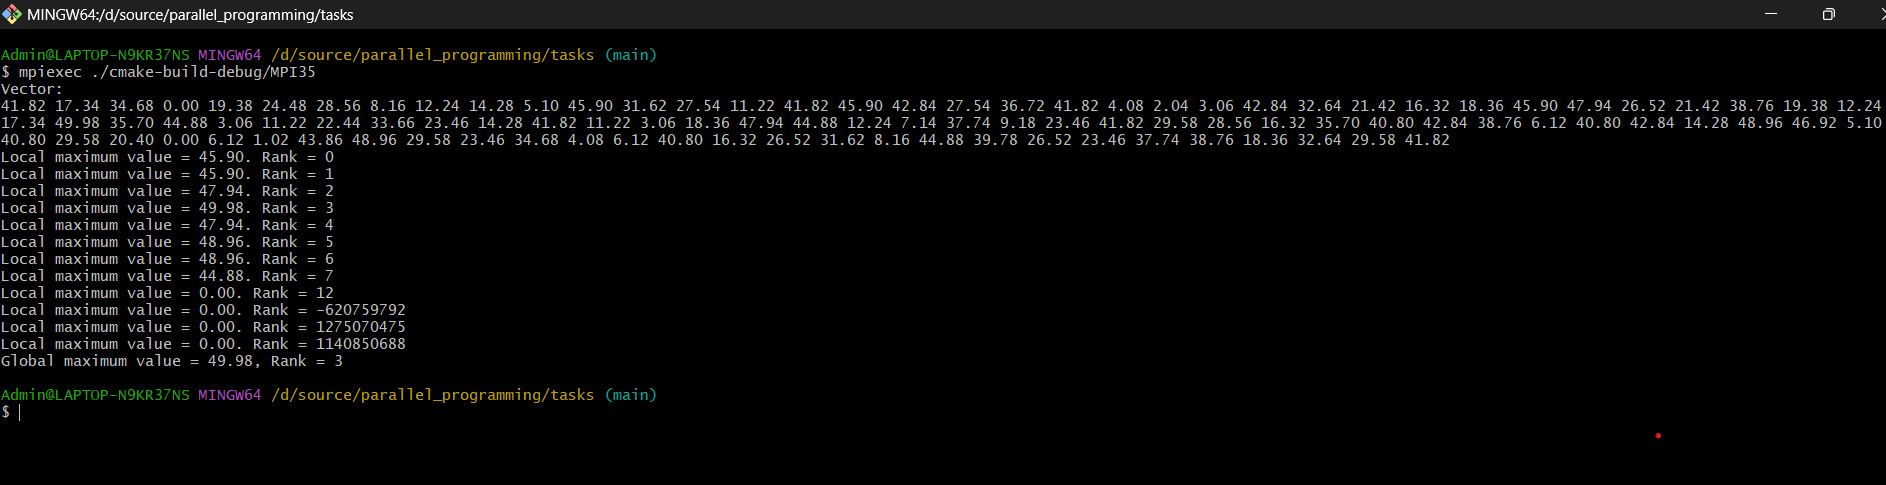 MINGW64:/d/source/parallel_programming/tasks
Admin@LAPTOP-N9KR37NS MINGW64 /d/source/parallel_programming/tasks (main)
$ mpiexec ./cmake-build-debug/MPI35
Vector:
41.82 17.34 34.68 0.00 19.38 24.48 28.56 8.16 12.24 14.28 5.10 45.90 31.62 27.54 11.22 41.82 45.90 42.84 27.54 36.72 41.82 4.08 2.04 3.06 42.84 32.64 21.42 16.32 18.36 45.90 47.94 26.52 21.42 38.76 19.38 12.24
17.34 49.98 35.70 44.88 3.06 11.22 22.44 33.66 23.46 14.28 41.82 11.22 3.06 18.36 47.94 44.88 12.24 7.14 37.74 9.18 23.46 41.82 29.58 28.56 16.32 35.70 40.80 42.84 38.76 6.12 40.80 42.84 14.28 48.96 46.92 5.10
40.80 29.58 20.40 0.00 6.12 1.02 43.86 48.96 29.58 23.46 34.68 4.08 6.12 40.80 16.32 26.52 31.62 8.16 44.88 39.78 26.52 23.46 37.74 38.76 18.36 32.64 29.58 41.82
Local maximum value = 45.90. Rank = 0
Local maximum value = 45.90. Rank = 1
Local maximum value = 47.94. Rank = 2
Local maximum value = 49.98. Rank = 3
Local maximum value = 47.94. Rank = 4
Local maximum value = 48.96. Rank = 5
Local maximum value = 48.96. Rank = 6
Local maximum value = 44.88. Rank = 7
Local maximum value = 0.00. Rank = 12
Local maximum value = 0.00. Rank = -620759792
Local maximum value = 0.00. Rank = 1275070475
Local maximum value = 0.00. Rank = 1140850688
Global maximum value = 49.98, Rank = 3
Admin@LAPTOP-N9KR37NS MINGW64 /d/source/parallel_programming/tasks (main)
$